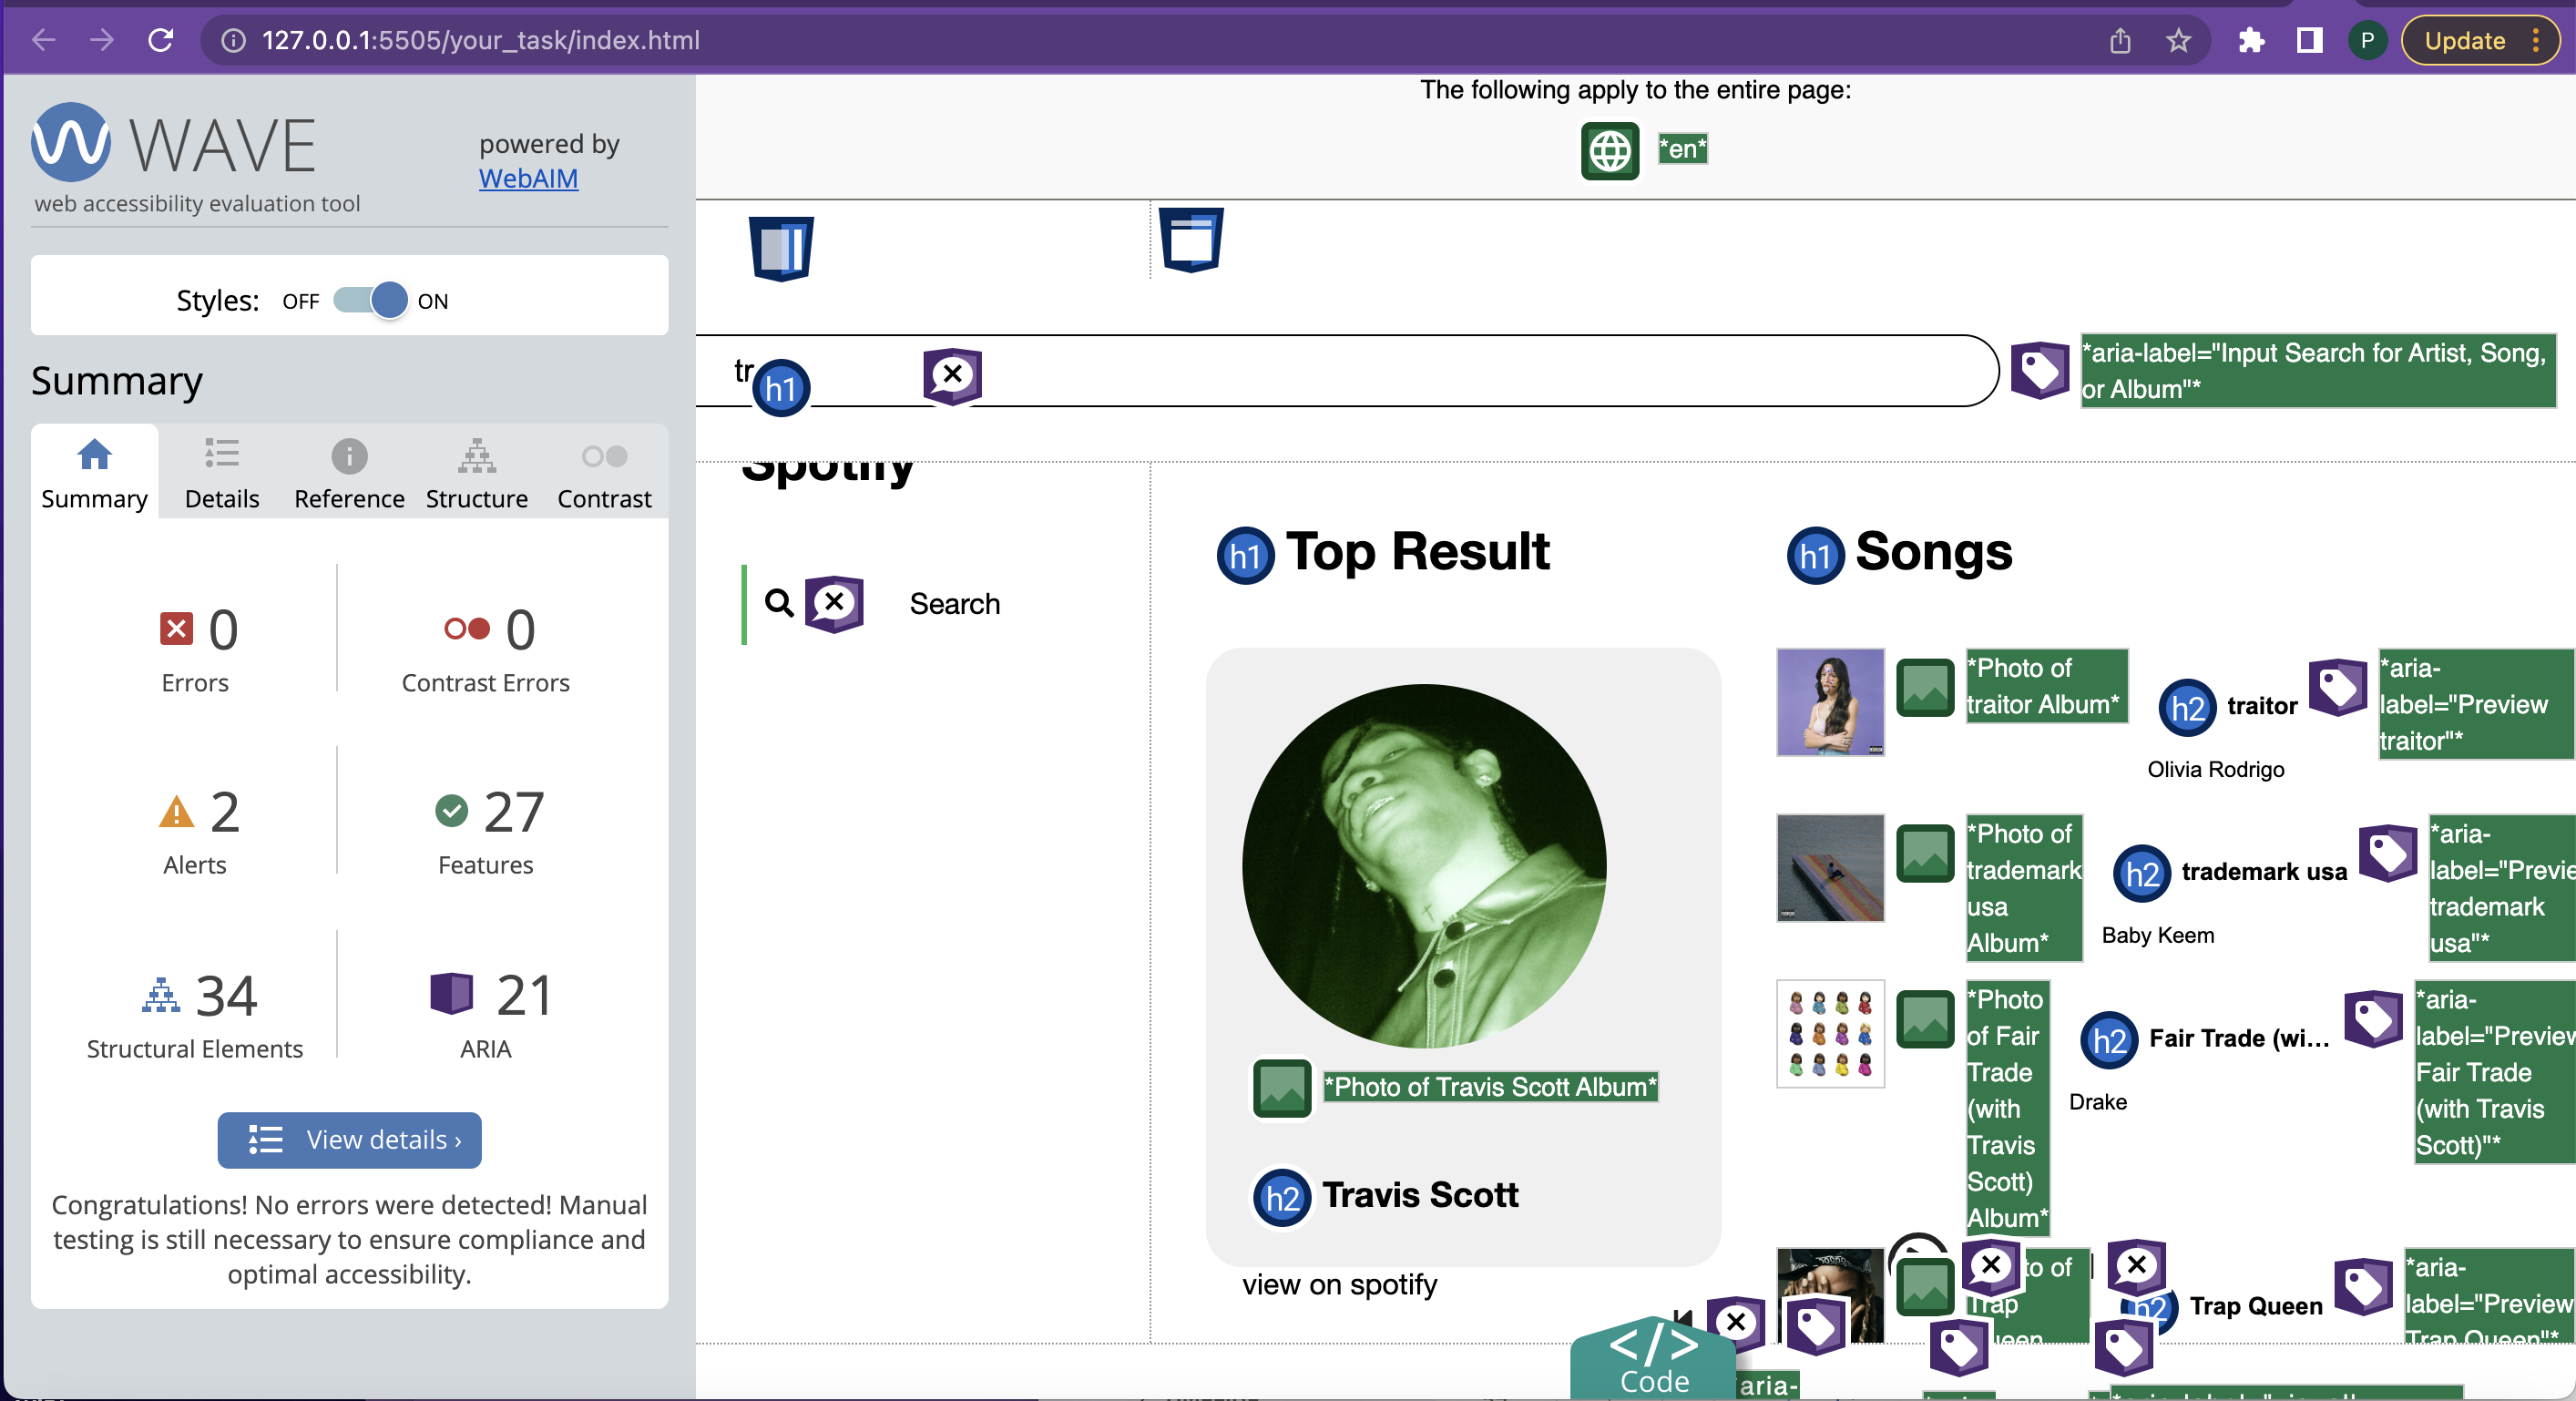 127.0.0.1:5505/your_task/index.html
P
Update
WAVE
web accessibility evaluation tool
powered by
WebAIM
Styles: OFF ON
Summary
Summary Details Reference Structure Contrast
0 0
Errors Contrast Errors
2 27
Alerts Features
34 21
Structural Elements ARIA
View details ›
Congratulations! No errors were detected! Manual
testing is still necessary to ensure compliance and
optimal accessibility.
The following apply to the entire page:
*en*
tr
h1
*aria-label="Input Search for Artist, Song,
or Album"*
Spotify
Search
h1 Top Result
*Photo of Travis Scott Album*
h2 Travis Scott
view on spotify
h1 Songs
*Photo of
traitor Album*
h2 traitor
Olivia Rodrigo
*aria-
label="Preview
traitor"*
*Photo of
trademark
usa
Album*
h2 trademark usa
Baby Keem
*aria-
label="Previe
trademark
usa"*
*Photo
of Fair
Trade
(with
Travis
Scott)
Album*
h2 Fair Trade (wi...
Drake
*aria-
label="Preview
Fair Trade
(with Travis
Scott)"*
to of
Trap
ueen
h2 Trap Queen
*aria-
label="Preview
Trap Queen"*
</>
Code
aria-